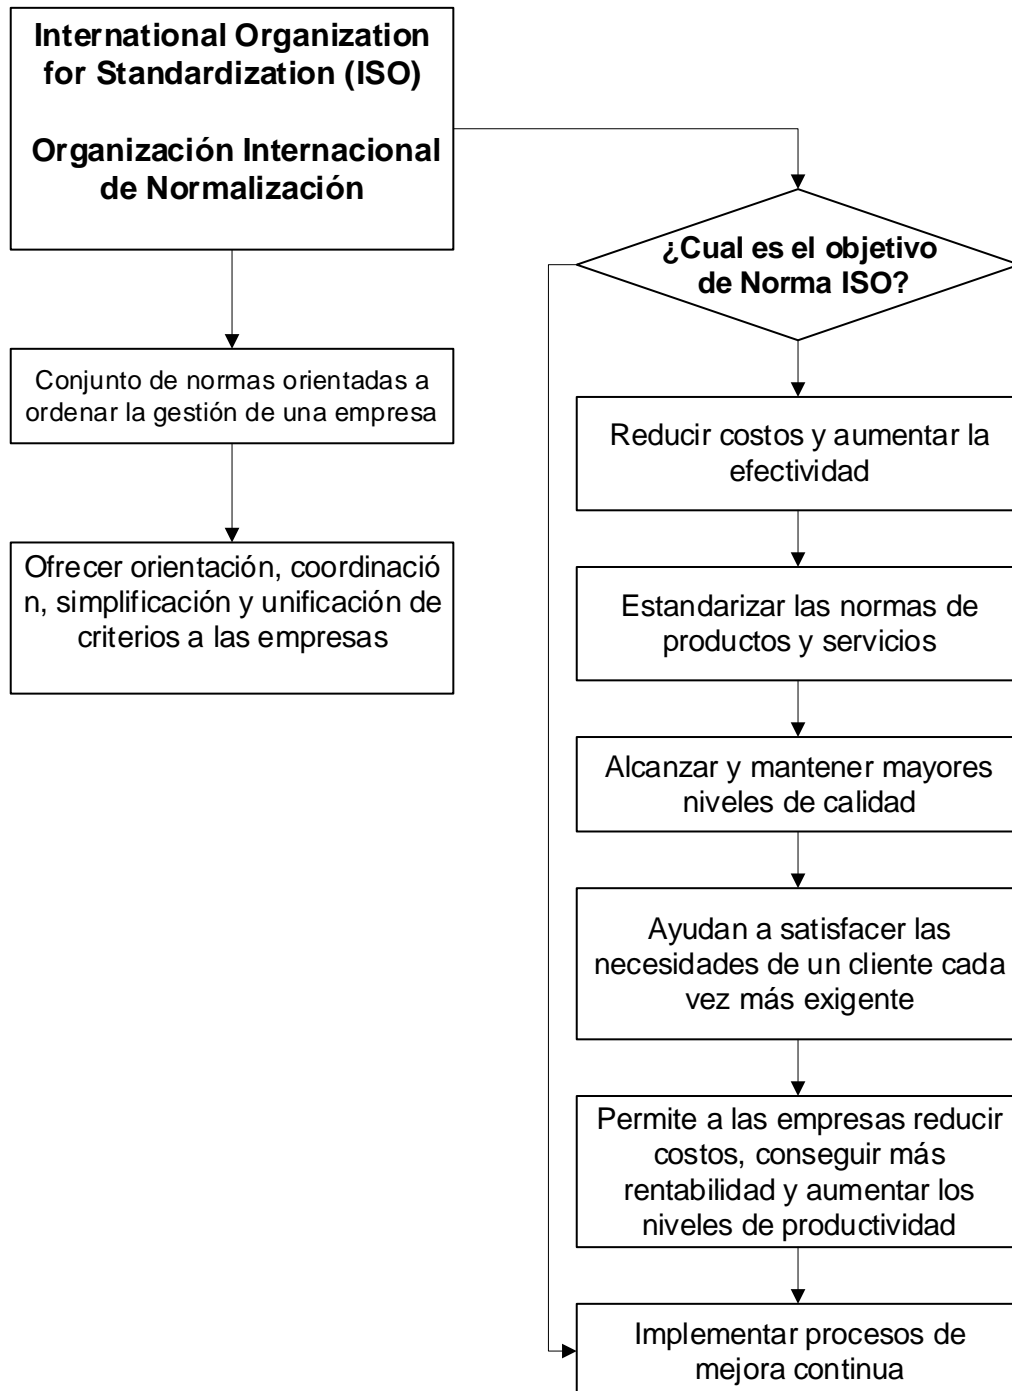 International Organization
for Standardization (ISO)
Organización Internacional
de Normalización
Conjunto de normas orientadas a
ordenar la gestión de una empresa
Ofrecer orientación, coordinació
n, simplificación y unificación de
criterios a las empresas
¿Cual es el objetivo
de Norma ISO?
Reducir costos y aumentar la
efectividad
Estandarizar las normas de
productos y servicios
Alcanzar y mantener mayores
niveles de calidad
Ayudan a satisfacer las
necesidades de un cliente cada
vez más exigente
Permite a las empresas reducir
costos, conseguir más
rentabilidad y aumentar los
niveles de productividad
Implementar procesos de
mejora continua